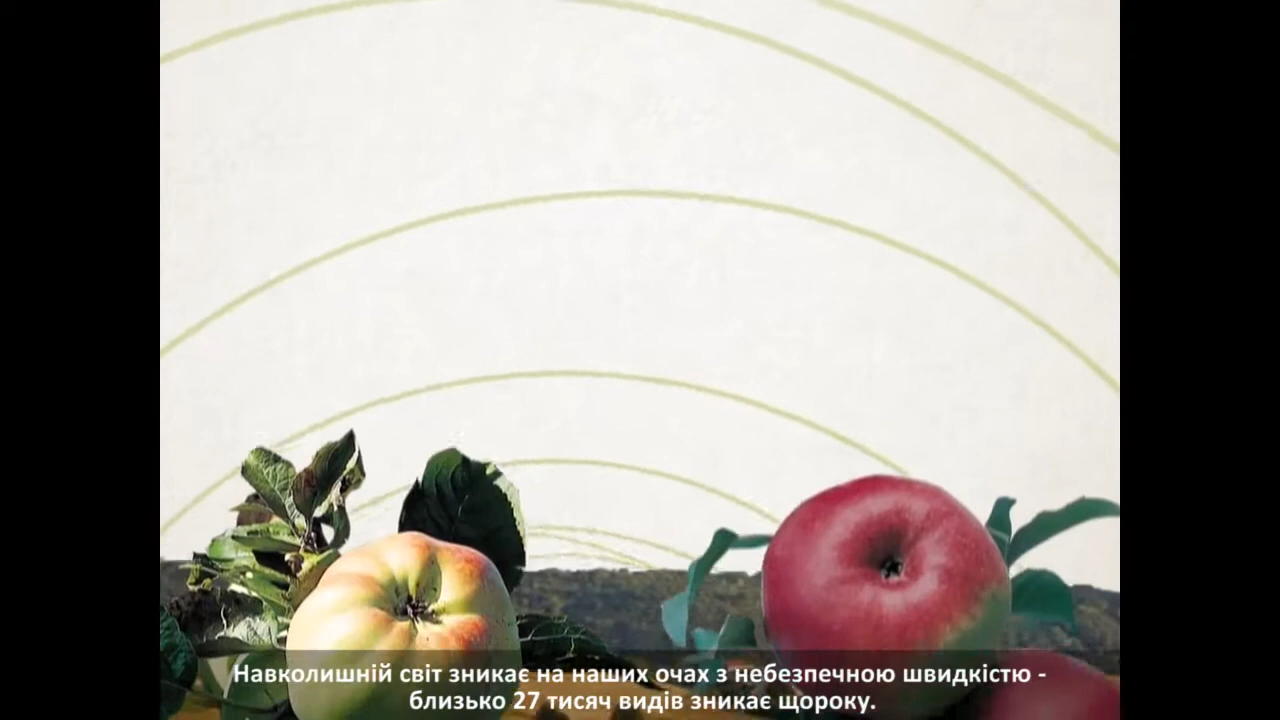 Навколишній світ зникає на наших очах з небезпечною швидкістю -
близько 27 тисяч видів зникає щороку.